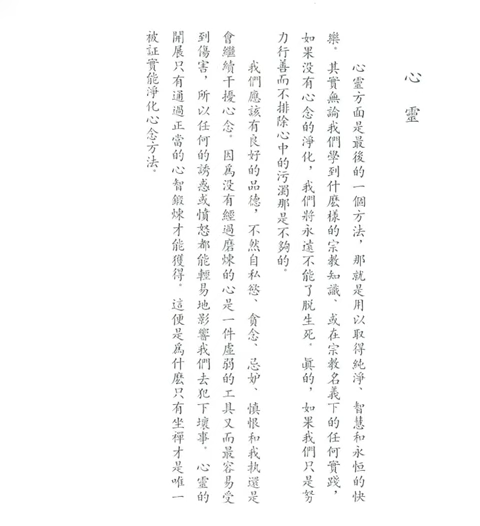 心靈
心靈方面是最後的一個方法，那就是用以取得純淨、智慧和永恒的快
樂。其實無論我們學到什麽樣的宗教知識，或在宗教名義下的任何實踐，
如果没有心念的淨化，我們將永遠不能了脱生死。眞的，如果我們只是努
力行善而不排除心中的污濁那是不夠的。
我們應該有良好的品德，不然自私慾、貪念、忌妒、慎恨和我执還是
會繼續干擾心念。因爲没有經過磨煉的心是一件虛弱的工具又而最容易受
到傷害，所以任何的誘惑或憤怒都能輕易地影響我們去犯下壞事。心靈的
開展只有通過正當的心智鍛煉才能獲得。這便是爲什麽只有坐禪才是唯一
被証實能淨化心念方法。